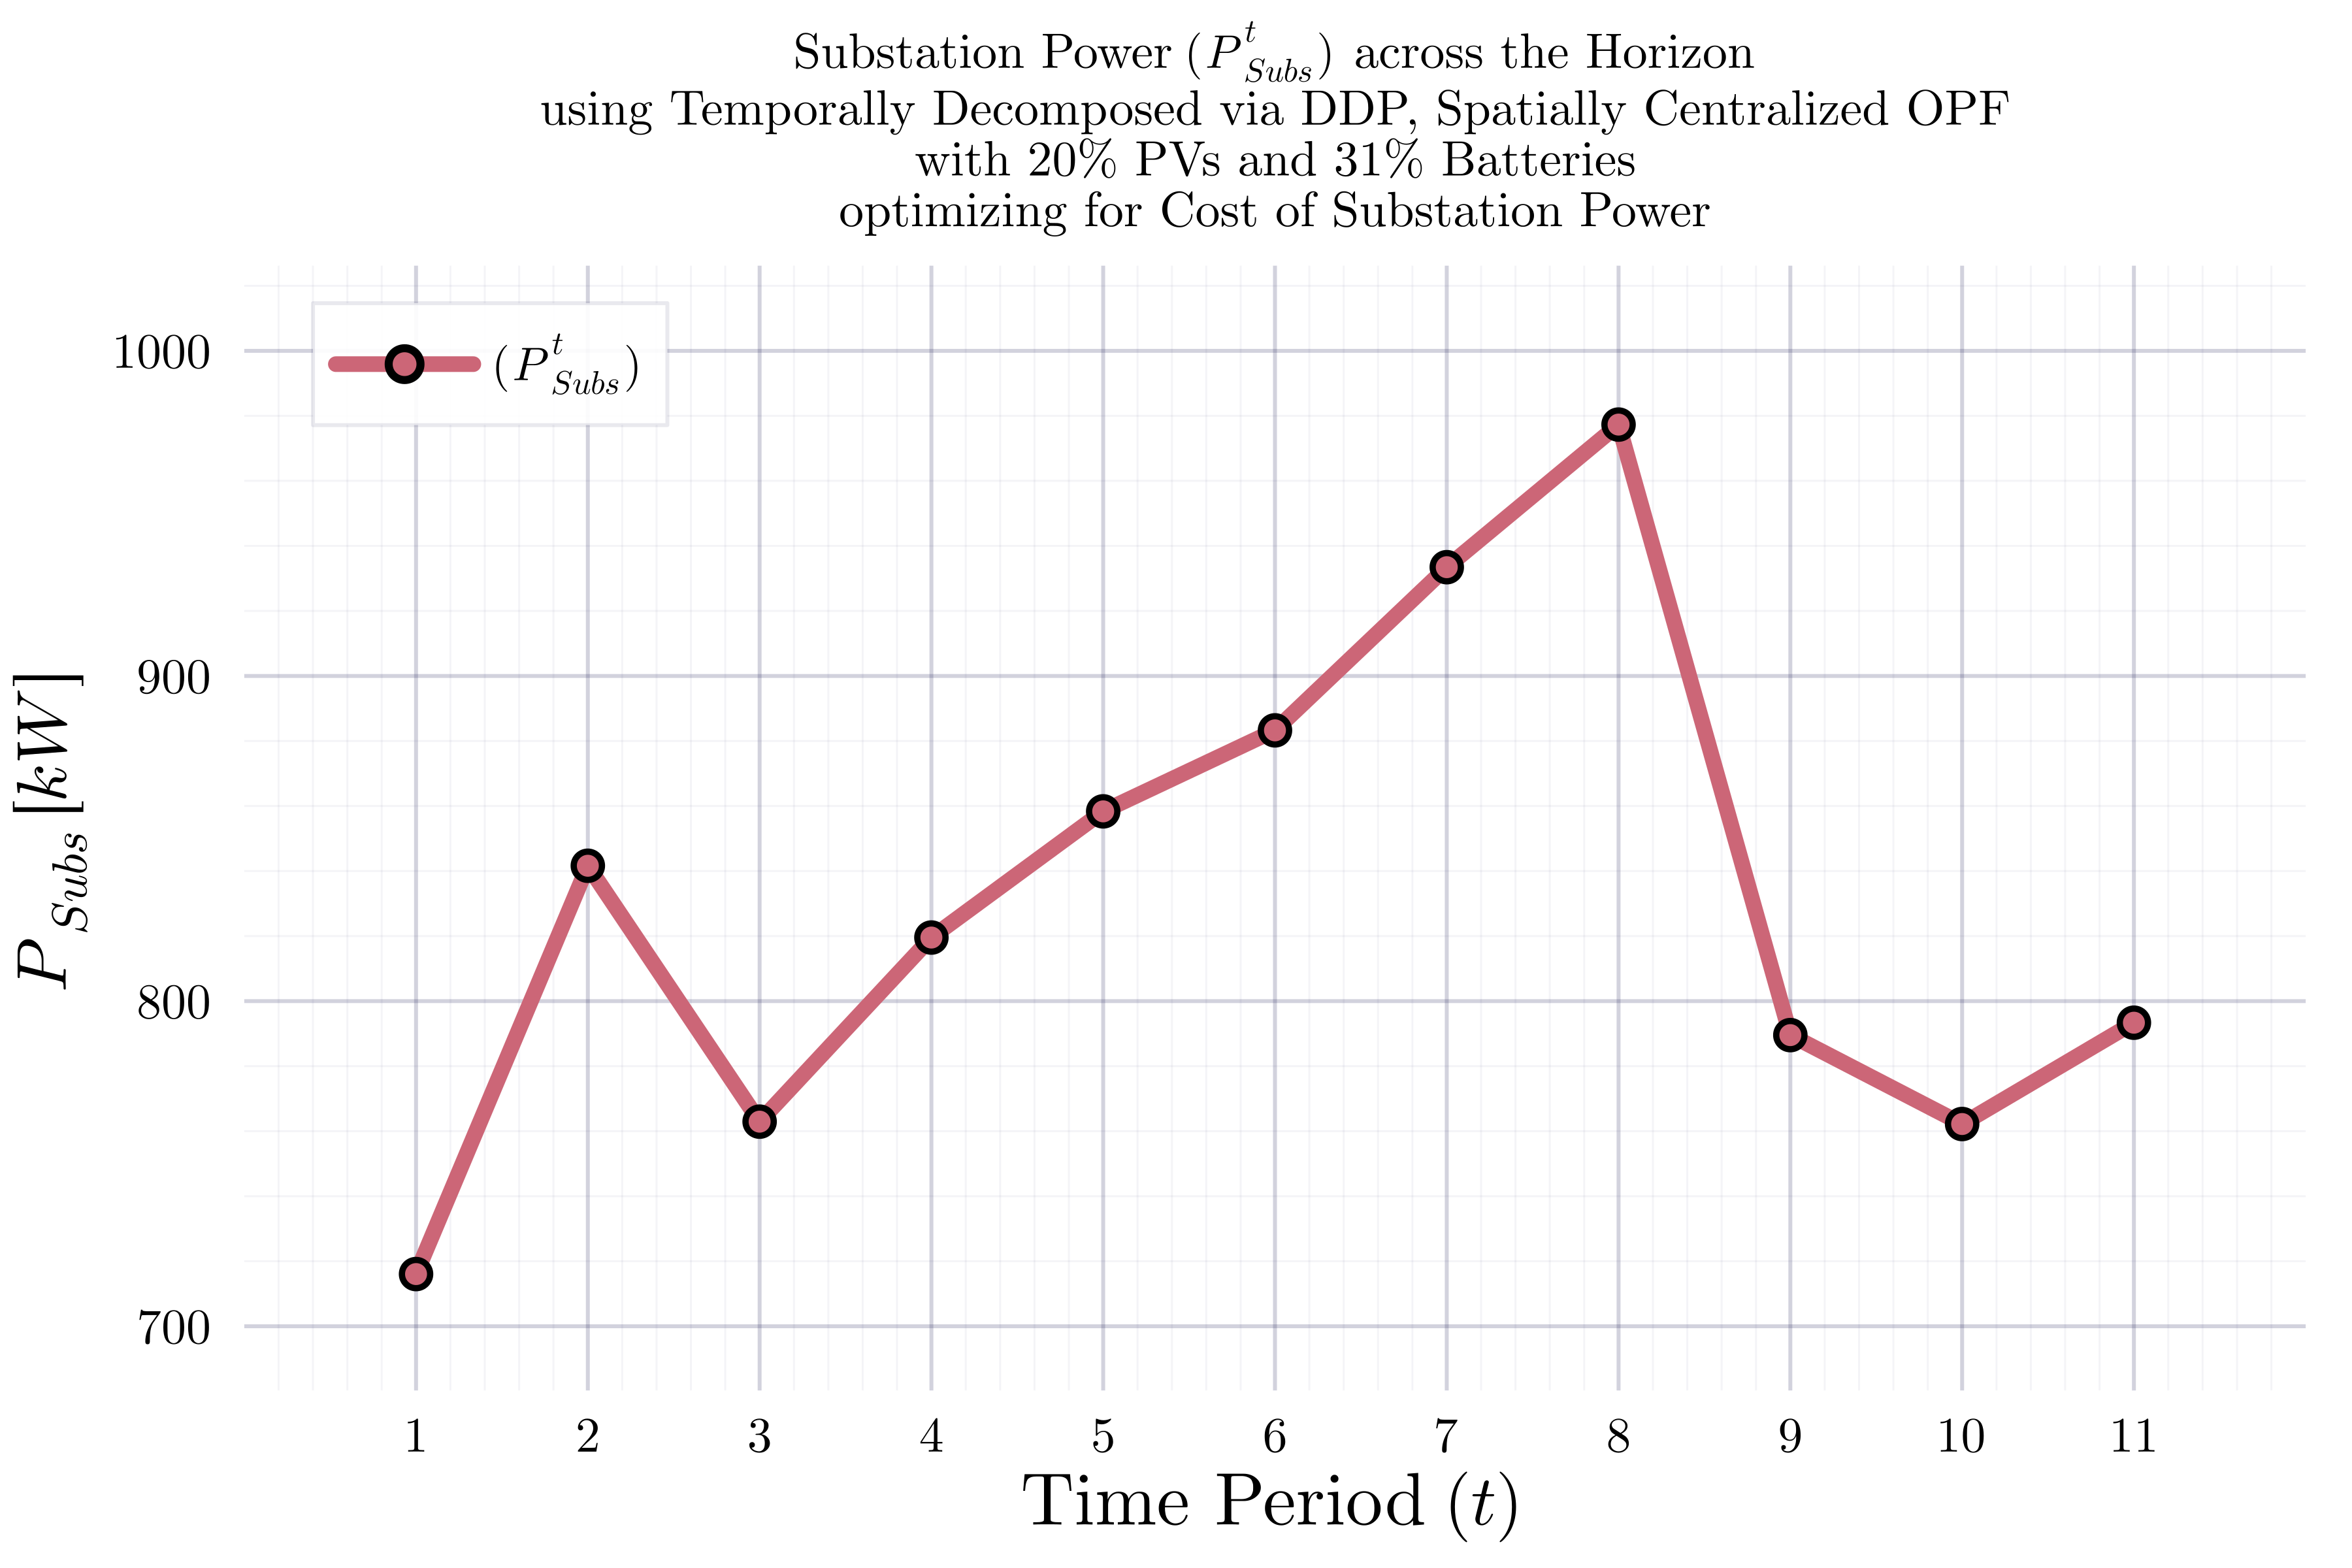 Substation Power (P^t_Subs) across the Horizon
using Temporally Decomposed via DDP, Spatially Centralized OPF
with 20% PVs and 31% Batteries
optimizing for Cost of Substation Power
(P^t_Subs)
1000
900
800
700
P_Subs [kW]
1 2 3 4 5 6 7 8 9 10 11
Time Period (t)